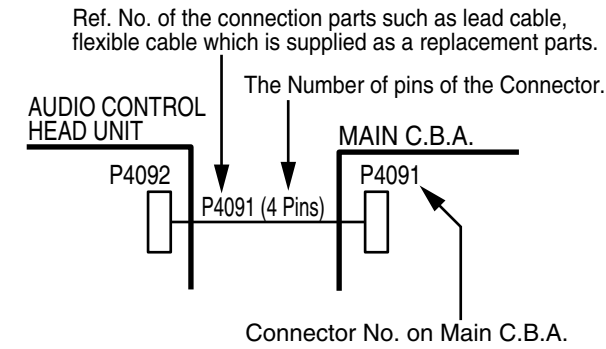 Ref. No. of the connection parts such as lead cable,
flexible cable which is supplied as a replacement parts.
The Number of pins of the Connector.
AUDIO CONTROL
HEAD UNIT
MAIN C.B.A.
P4092
P4091
P4091 (4 Pins)
Connector No. on Main C.B.A.